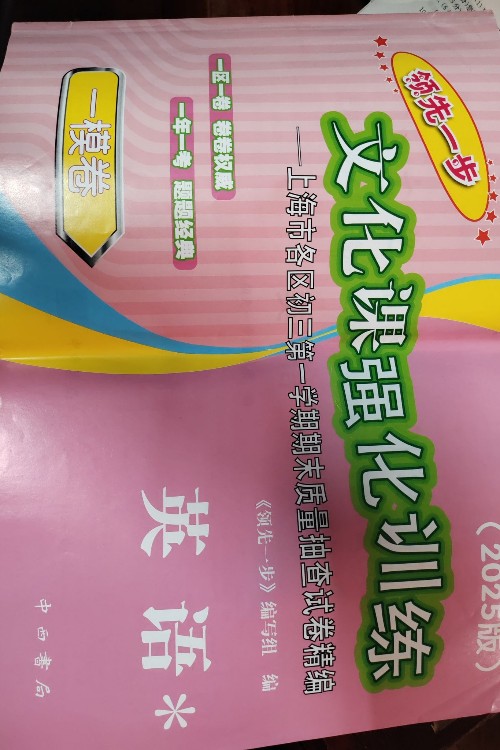 领先一步
文化课强化训练
（2023版）
——上海市各区初三第一学期期末质量抽查试卷精编
一区一卷 卷卷权威
一年一考 题题经典
一模卷
《领先一步》编写组 编
英语*
中西書局